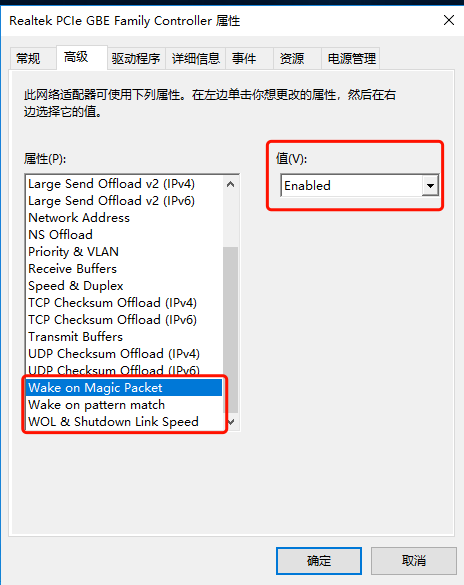 Realtek PCIe GBE Family Controller 属性
常规 高级 驱动程序 详细信息 事件 资源 电源管理
此网络适配器可使用下列属性。在左边单击你想更改的属性，然后在右
边选择它的值。
属性(P): 值(V):
Large Send Offload v2 (IPv4) Enabled
Large Send Offload v2 (IPv6)
Network Address
NS Offload
Priority & VLAN
Receive Buffers
Speed & Duplex
TCP Checksum Offload (IPv4)
TCP Checksum Offload (IPv6)
Transmit Buffers
UDP Checksum Offload (IPv4)
UDP Checksum Offload (IPv6)
Wake on Magic Packet
Wake on pattern match
WOL & Shutdown Link Speed
确定 取消